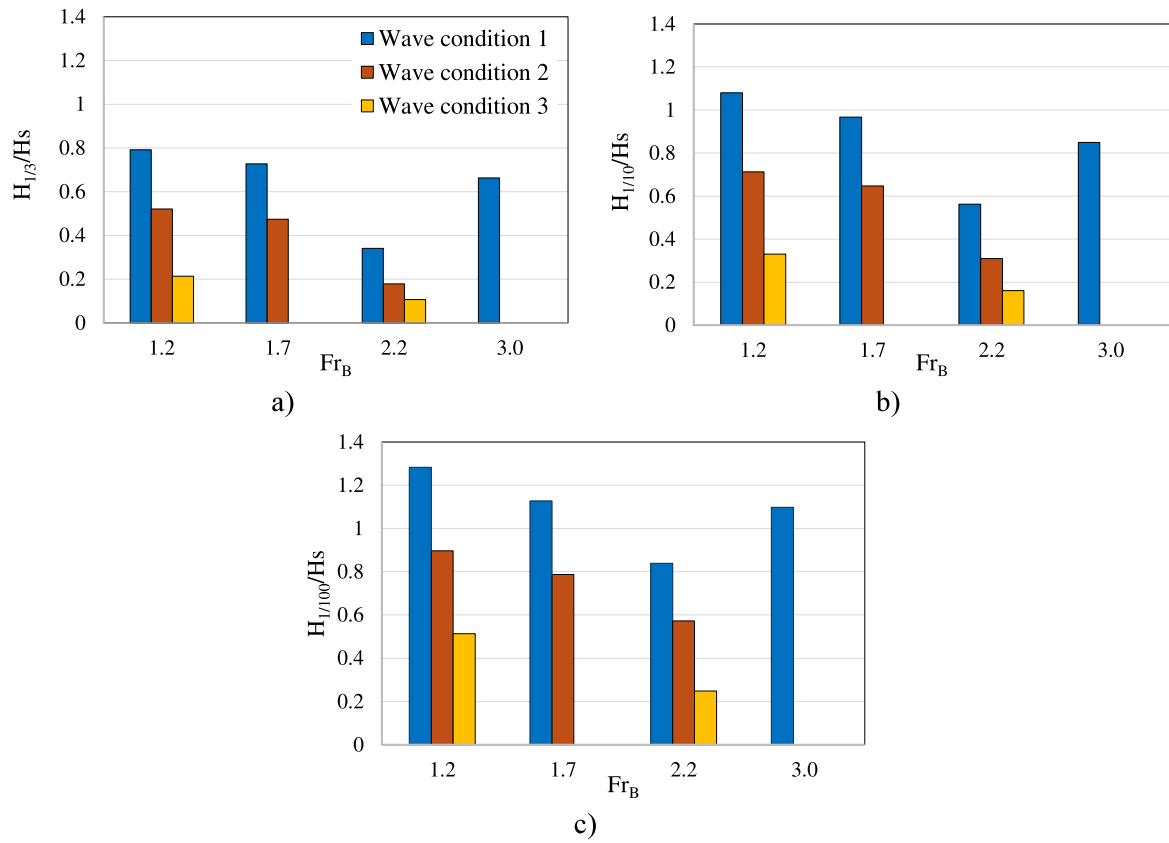 1.4
1.2
1
0.8
0.6
0.4
0.2
0
H1/3/Hs
Wave condition 1
Wave condition 2
Wave condition 3
1.2 1.7 2.2 3.0
FrB
a)
1.4
1.2
1
0.8
0.6
0.4
0.2
0
H1/10/Hs
1.2 1.7 2.2 3.0
FrB
b)
1.4
1.2
1
0.8
0.6
0.4
0.2
0
H1/100/Hs
1.2 1.7 2.2 3.0
FrB
c)